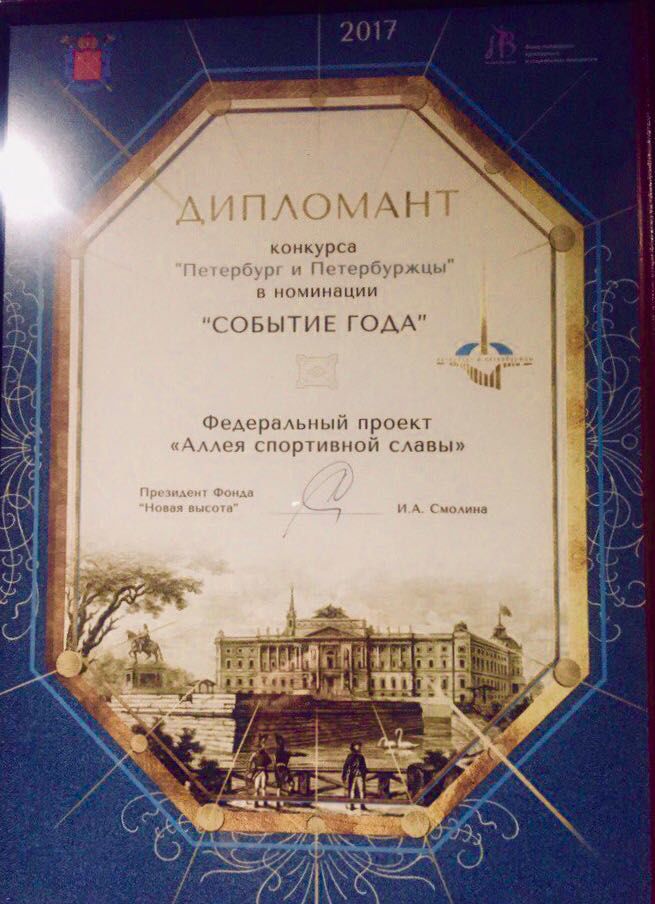 2017
ДИПЛОМАНТ
конкурса
"Петербург и Петербуржцы"
в номинации
"СОБЫТИЕ ГОДА"
Федеральный проект
«Аллея спортивной славы»
Президент Фонда
"Новая высота"
И.А. Смолина